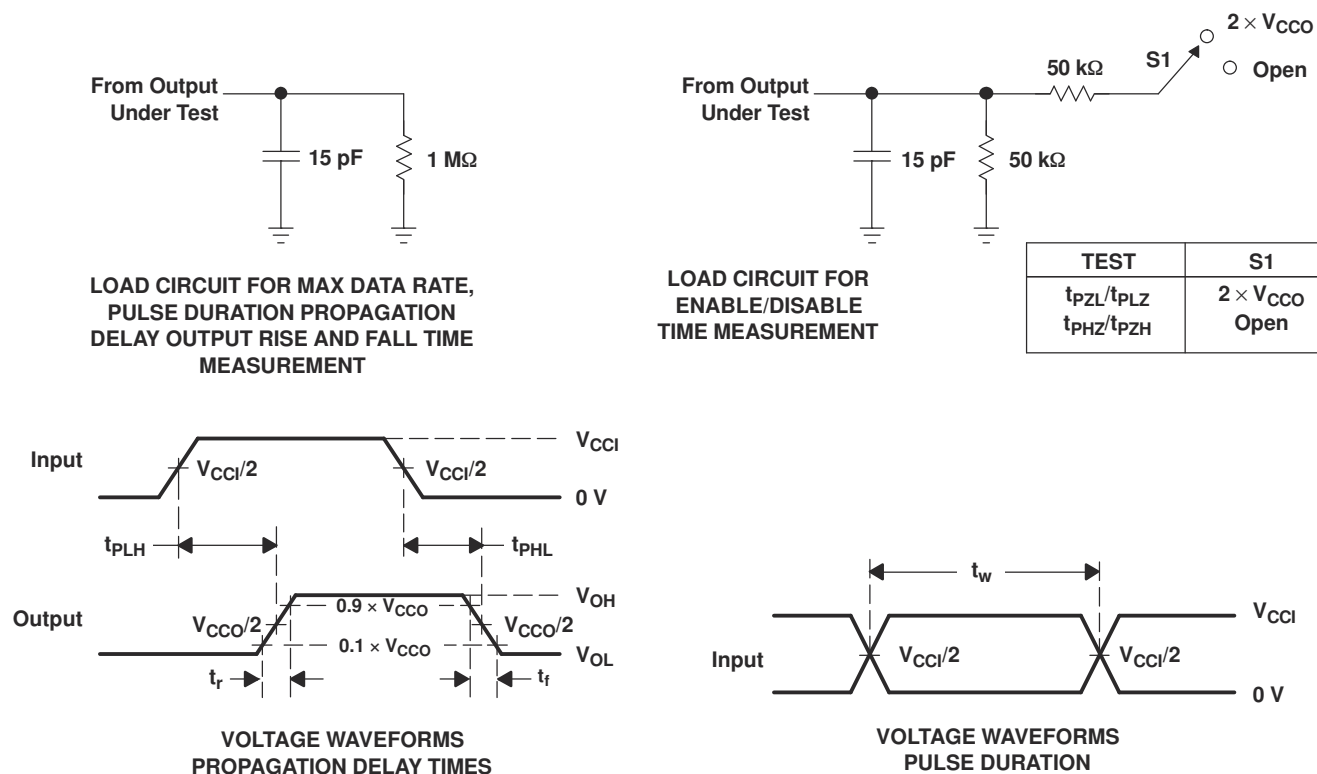 From Output
Under Test
15 pF
1 MΩ
LOAD CIRCUIT FOR MAX DATA RATE,
PULSE DURATION PROPAGATION
DELAY OUTPUT RISE AND FALL TIME
MEASUREMENT
From Output
Under Test
15 pF
50 kΩ
50 kΩ
S1
2 × VCCO
Open
LOAD CIRCUIT FOR
ENABLE/DISABLE
TIME MEASUREMENT
TEST S1
tPZL/tPLZ 2 × VCCO
tPHZ/tPZH Open
Input
VCCI/2
VCCI/2
VCCI
0 V
tPLH
tPHL
Output
VCCO/2
0.9 × VCCO
0.1 × VCCO
VCCO/2
VOH
VOL
tr
tf
VOLTAGE WAVEFORMS
PROPAGATION DELAY TIMES
tw
Input
VCCI/2
VCCI/2
VCCI
0 V
VOLTAGE WAVEFORMS
PULSE DURATION